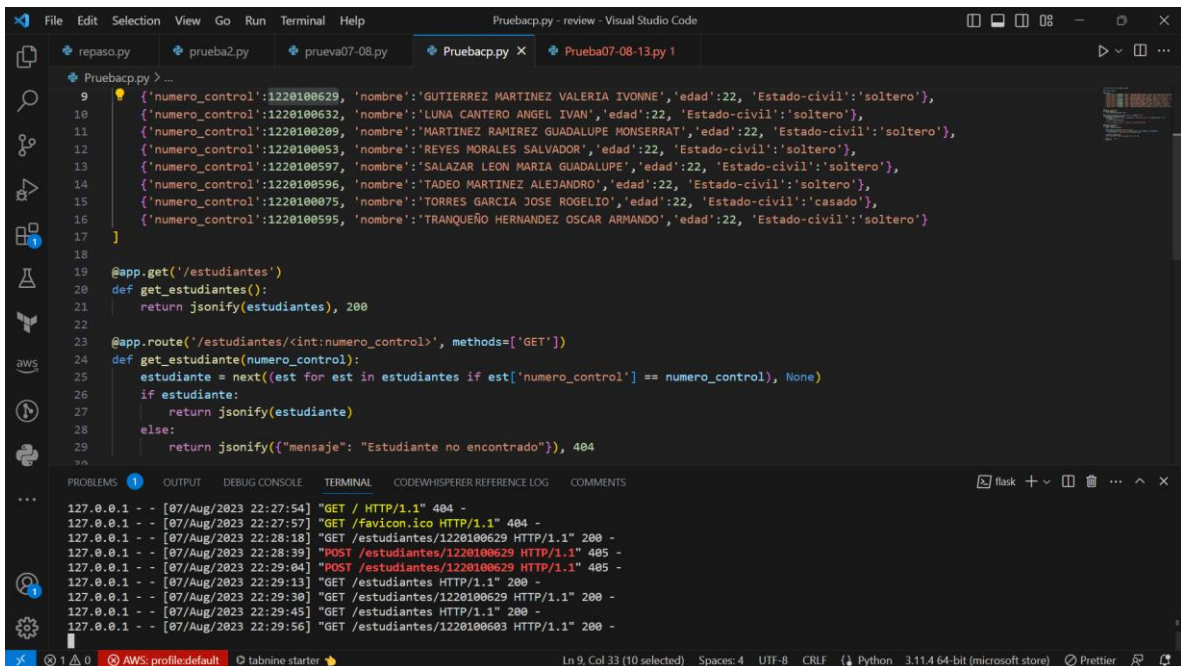 File Edit Selection View Go Run Terminal Help Pruebacp.py - review - Visual Studio Code
repaso.py prueba2.py prueva07-08.py Pruebacp.py Prueba07-08-13.py 1
Pruebacp.py > ...
9 {'numero_control':1220100629, 'nombre':'GUTIERREZ MARTINEZ VALERIA IVONNE','edad':22, 'Estado-civil':'soltero'},
10 {'numero_control':1220100632, 'nombre':'LUNA CANTERO ANGEL IVAN','edad':22, 'Estado-civil':'soltero'},
11 {'numero_control':1220100209, 'nombre':'MARTINEZ RAMIREZ GUADALUPE MONSERRAT','edad':22, 'Estado-civil':'soltero'},
12 {'numero_control':1220100053, 'nombre':'REYES MORALES SALVADOR','edad':22, 'Estado-civil':'soltero'},
13 {'numero_control':1220100597, 'nombre':'SALAZAR LEON MARIA GUADALUPE','edad':22, 'Estado-civil':'soltero'},
14 {'numero_control':1220100596, 'nombre':'TADEO MARTINEZ ALEJANDRO','edad':22, 'Estado-civil':'soltero'},
15 {'numero_control':1220100075, 'nombre':'TORRES GARCIA JOSE ROGELIO','edad':22, 'Estado-civil':'casado'},
16 {'numero_control':1220100595, 'nombre':'TRANQUEÑO HERNANDEZ OSCAR ARMANDO','edad':22, 'Estado-civil':'soltero'}
17 ]
18
19 @app.get('/estudiantes')
20 def get_estudiantes():
21 return jsonify(estudiantes), 200
22
23 @app.route('/estudiantes/<int:numero_control>', methods=['GET'])
24 def get_estudiante(numero_control):
25 estudiante = next((est for est in estudiantes if est['numero_control'] == numero_control), None)
26 if estudiante:
27 return jsonify(estudiante)
28 else:
29 return jsonify({"mensaje": "Estudiante no encontrado"}), 404
aws
PROBLEMS 1 OUTPUT DEBUG CONSOLE TERMINAL CODEWHISPERER REFERENCE LOG COMMENTS flask
127.0.0.1 - - [07/Aug/2023 22:27:54] "GET / HTTP/1.1" 404 -
127.0.0.1 - - [07/Aug/2023 22:27:57] "GET /favicon.ico HTTP/1.1" 404 -
127.0.0.1 - - [07/Aug/2023 22:28:18] "GET /estudiantes/1220100629 HTTP/1.1" 200 -
127.0.0.1 - - [07/Aug/2023 22:28:39] "POST /estudiantes/1220100629 HTTP/1.1" 405 -
127.0.0.1 - - [07/Aug/2023 22:29:04] "POST /estudiantes/1220100629 HTTP/1.1" 405 -
127.0.0.1 - - [07/Aug/2023 22:29:13] "GET /estudiantes HTTP/1.1" 200 -
127.0.0.1 - - [07/Aug/2023 22:29:30] "GET /estudiantes/1220100629 HTTP/1.1" 200 -
127.0.0.1 - - [07/Aug/2023 22:29:45] "GET /estudiantes HTTP/1.1" 200 -
127.0.0.1 - - [07/Aug/2023 22:29:56] "GET /estudiantes/1220100603 HTTP/1.1" 200 -
1 0 AWS: profile:default tabnine starter Ln 9, Col 33 (10 selected) Spaces: 4 UTF-8 CRLF Python 3.11.4 64-bit (microsoft store) Prettier